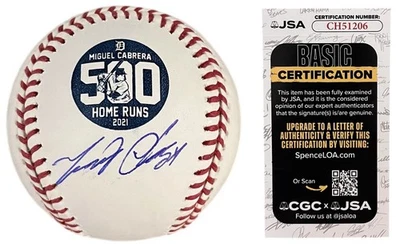 D
MIGUEL CABRERA
500
HOME RUNS
2021
JSA
CERTIFICATION NUMBER:
CH51206
BASIC
CERTIFICATION
This item has been fully examined
by JSA, and it is the considered
opinion of our expert authenticators
that the signature(s) is/are genuine.
UPGRADE TO A LETTER OF
AUTHENTICITY & VERIFY THIS
CERTIFICATION BY VISITING:
SpenceLOA.com
Or Scan
CGC × JSA
Follow us @jsaloa